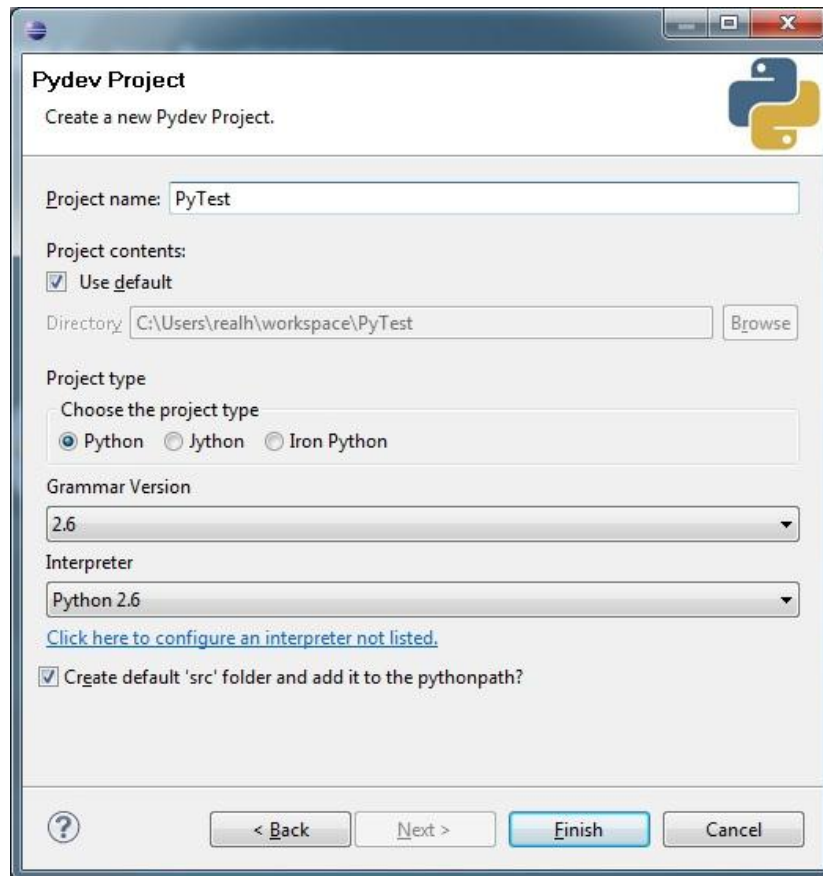 Pydev Project
Create a new Pydev Project.
Project name: PyTest
Project contents:
Use default
Directory C:\Users\realh\workspace\PyTest Browse
Project type
Choose the project type
Python Jython Iron Python
Grammar Version
2.6
Interpreter
Python 2.6
Click here to configure an interpreter not listed.
Create default 'src' folder and add it to the pythonpath?
? < Back Next > Finish Cancel